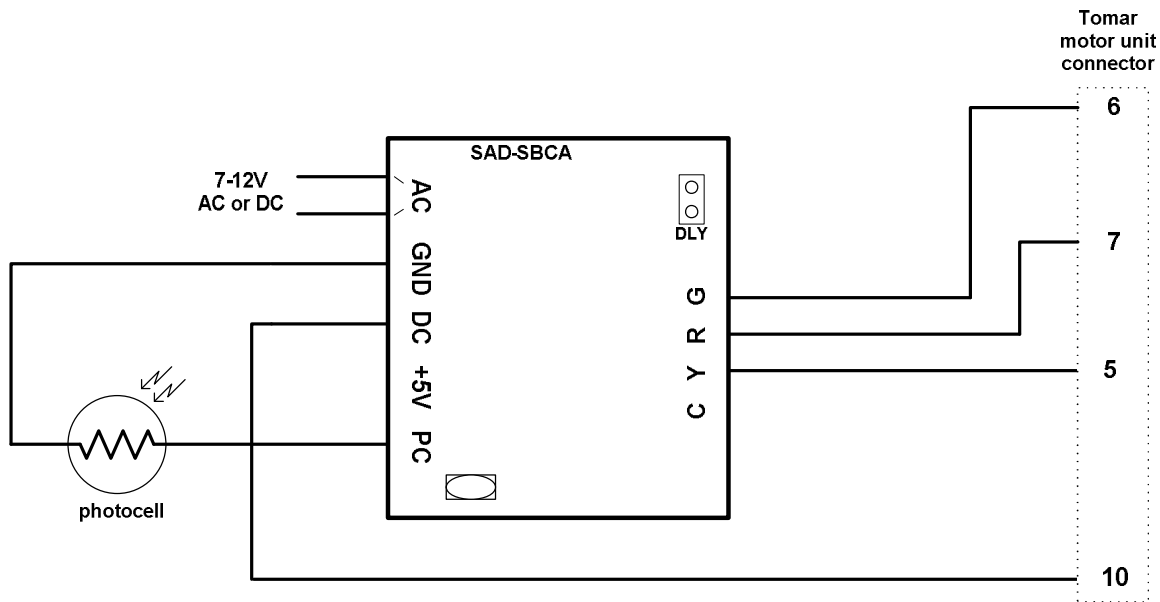 Tomar
motor unit
connector
6
SAD-SBCA
7-12V
AC or DC
AC
DLY
7
GND
G
DC
R
+5V
Y
5
C
PC
photocell
10